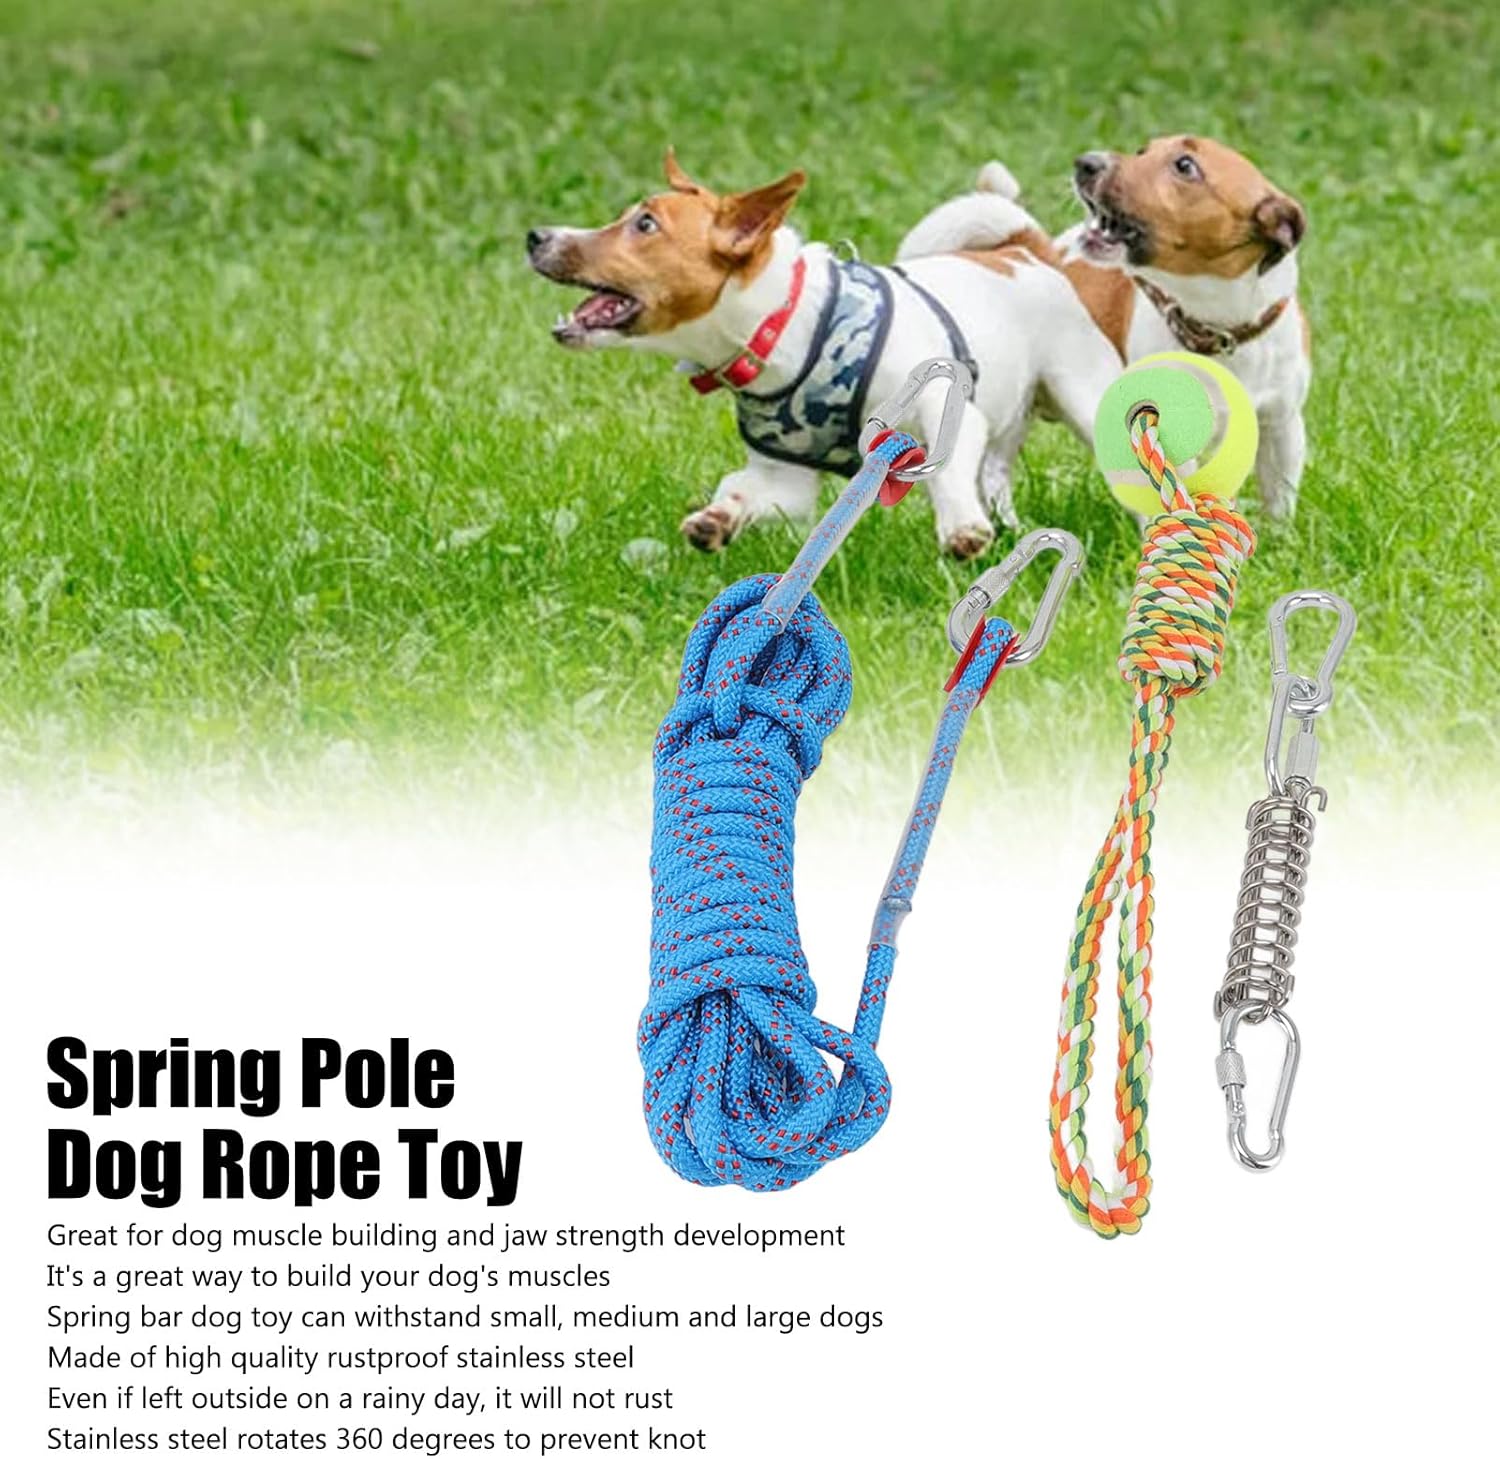 Spring Pole
Dog Rope Toy
Great for dog muscle building and jaw strength development
It's a great way to build your dog's muscles
Spring bar dog toy can withstand small, medium and large dogs
Made of high quality rustproof stainless steel
Even if left outside on a rainy day, it will not rust
Stainless steel rotates 360 degrees to prevent knot